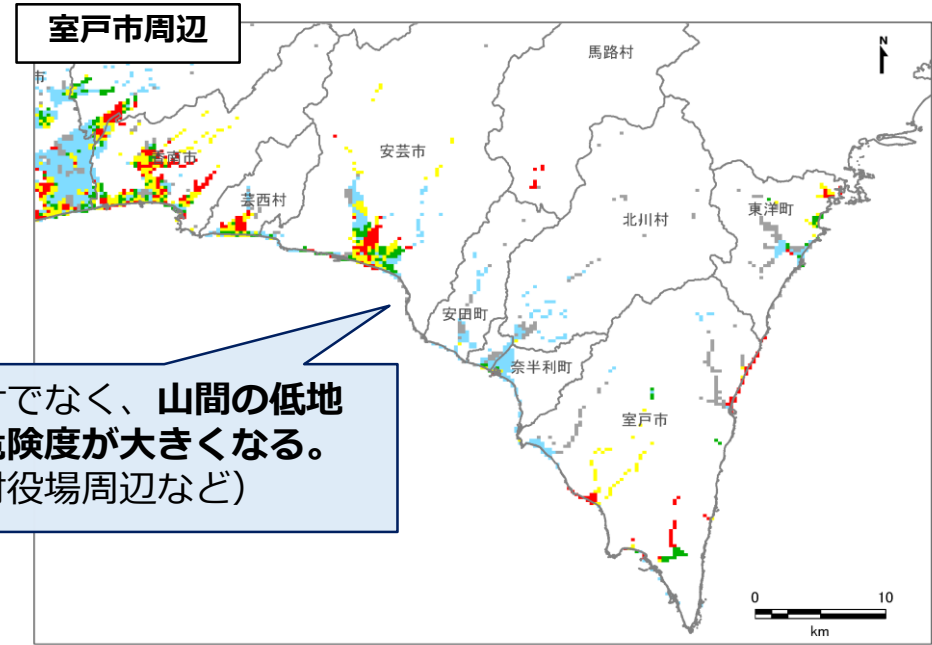 室戸市周辺
N
馬路村
市
安芸市
香南市
芸西村
北川村
東洋町
安田町
奈半利町
室戸市
でなく、山間の低地
険度が大きくなる。
役場周辺など）
0 10
km